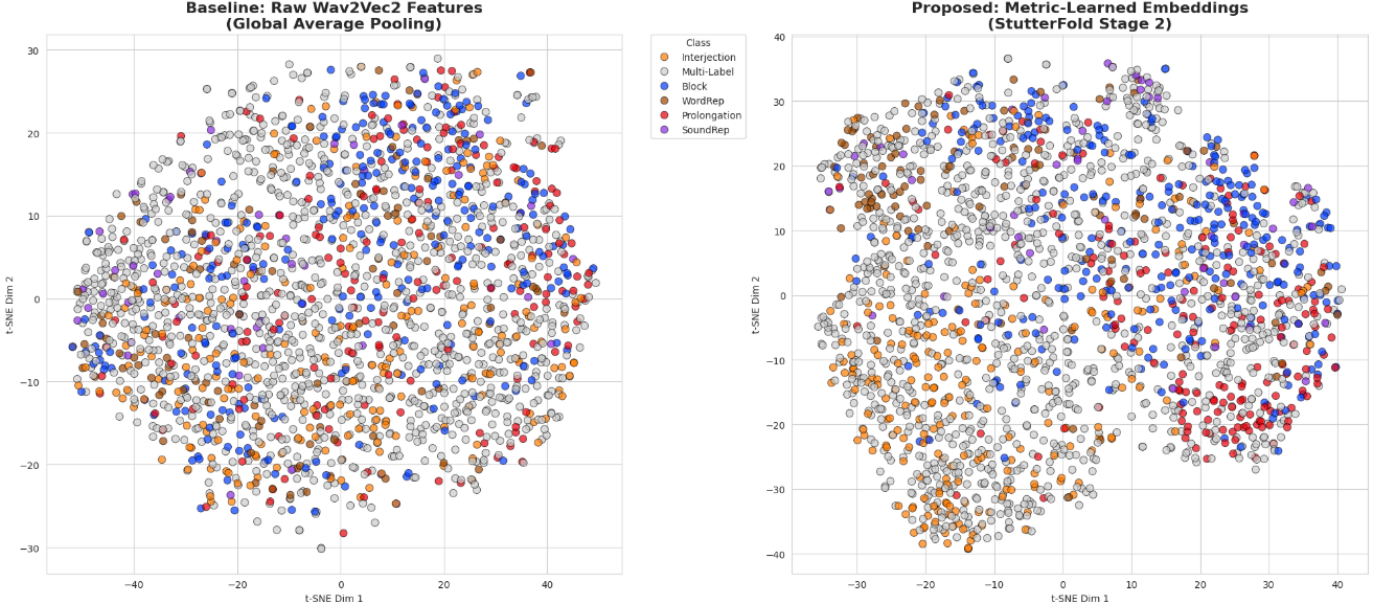 Baseline: Raw Wav2Vec2 Features
(Global Average Pooling)
t-SNE Dim 2
30
20
10
0
−10
−20
−30
−40
−20
0
20
40
t-SNE Dim 1
Class
Interjection
Multi-Label
Block
WordRep
Prolongation
SoundRep
Proposed: Metric-Learned Embeddings
(StutterFold Stage 2)
t-SNE Dim 2
40
30
20
10
0
−10
−20
−30
−40
−30
−20
−10
0
10
20
30
40
t-SNE Dim 1